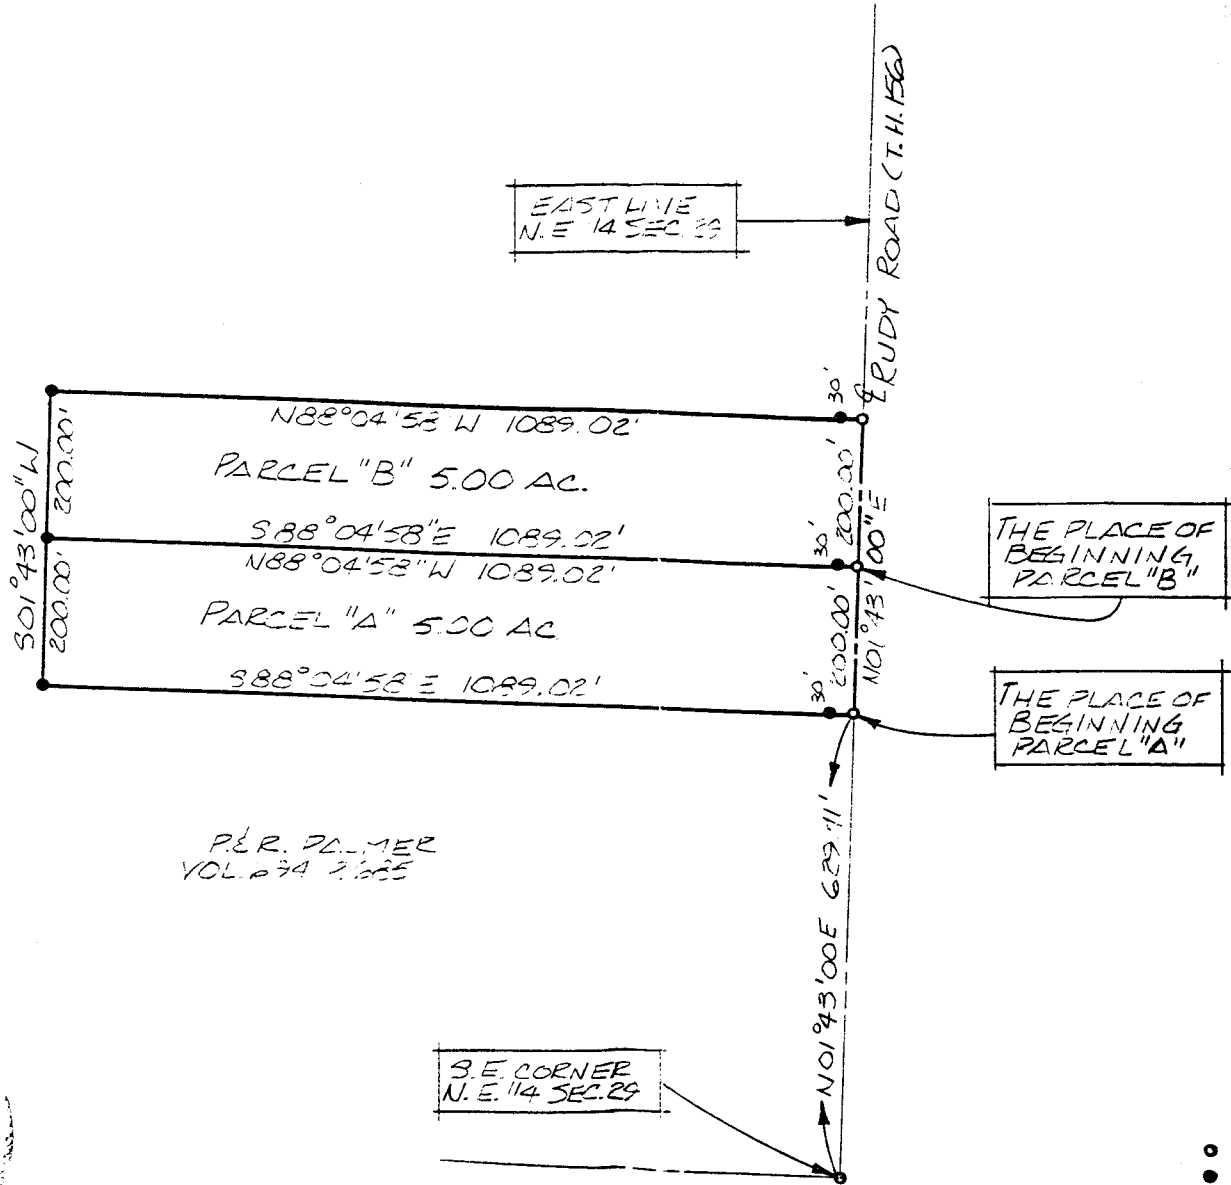 RUDY ROAD (T.H. 156)
EAST LINE
N.E 1/4 SEC. 29
30'
N88°04'58"W 1089.02'
200.00'
200.00'
PARCEL "B" 5.00 AC.
S01°43'00"W
S88°04'58"E 1089.02'
30'
N01°43'00"E
THE PLACE OF
BEGINNING
PARCEL "B"
N88°04'58"W 1089.02'
200.00'
200.00'
PARCEL "A" 5.00 AC
S88°04'58"E 1089.02'
30'
THE PLACE OF
BEGINNING
PARCEL "A"
P.&R. PALMER
VOL.
N01°43'00E 629.71'
S.E. CORNER
N.E. 1/4 SEC. 29